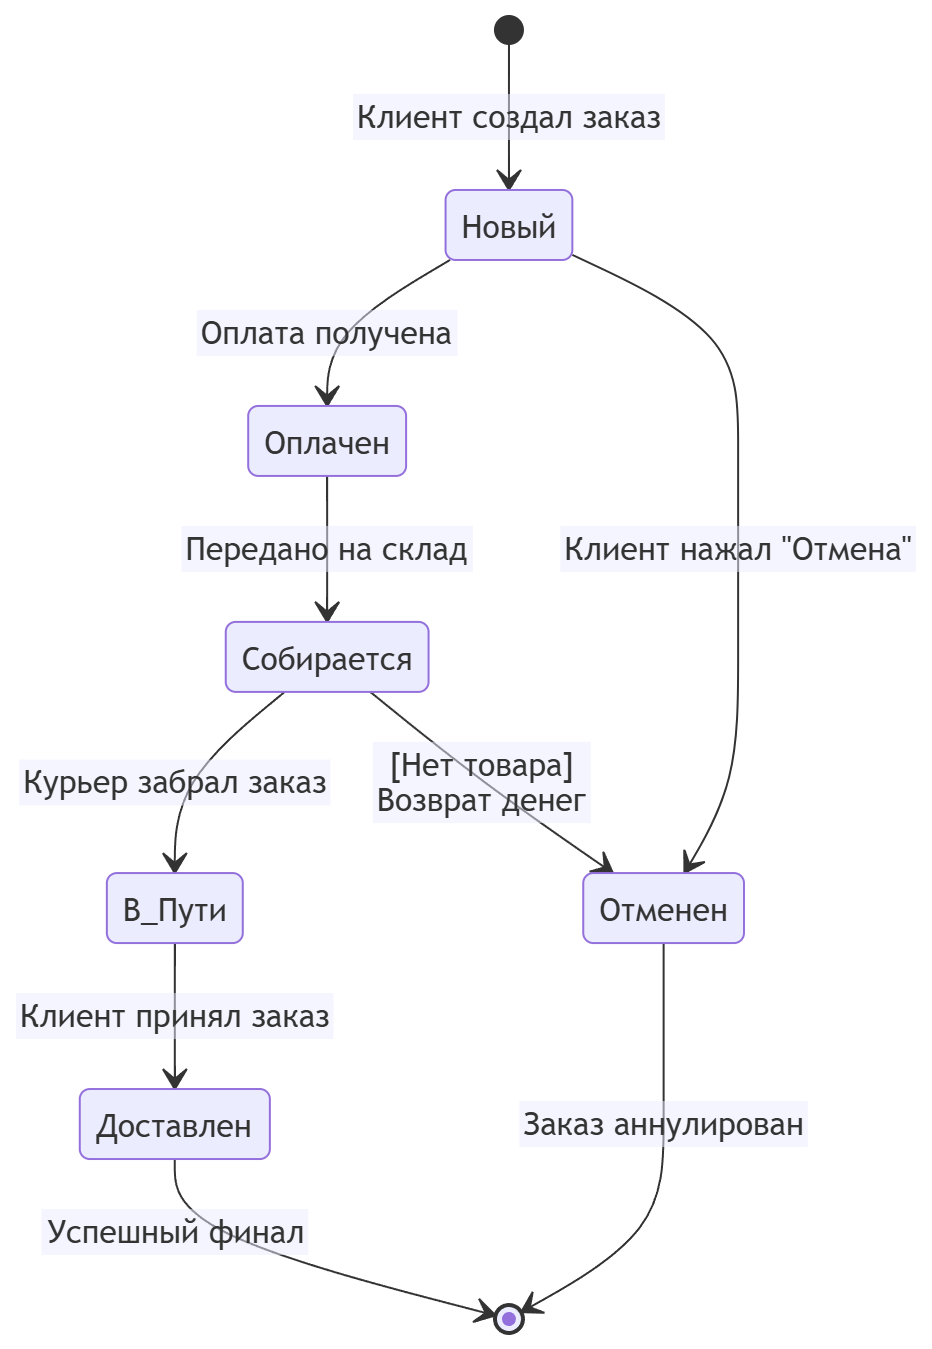 Клиент создал заказ
Новый
Оплата получена
Оплачен
Передано на склад
Клиент нажал "Отмена"
Собирается
Курьер забрал заказ
[Нет товара]
Возврат денег
В_Пути
Отменен
Клиент принял заказ
Доставлен
Заказ аннулирован
Успешный финал